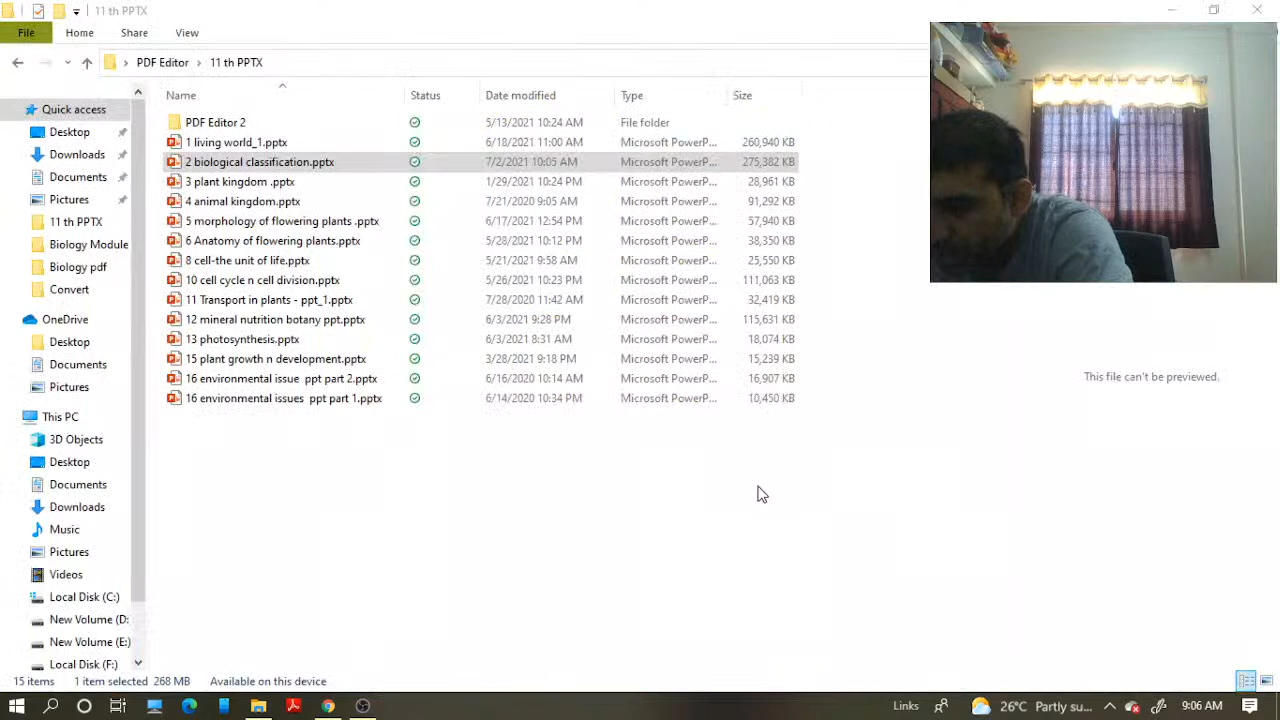 11 th PPTX
File Home Share View
PDF Editor 11 th PPTX
Name Status Date modified Type Size
PDF Editor 2 5/13/2021 10:24 AM File folder
1 living world_1.pptx 6/18/2021 11:00 AM Microsoft PowerP... 260,940 KB
2 biological classification.pptx 7/2/2021 10:05 AM Microsoft PowerP... 275,382 KB
3 plant kingdom .pptx 1/29/2021 10:24 PM Microsoft PowerP... 28,961 KB
4 animal kingdom.pptx 7/21/2020 9:05 AM Microsoft PowerP... 91,292 KB
5 morphology of flowering plants .pptx 6/17/2021 12:54 PM Microsoft PowerP... 57,940 KB
6 Anatomy of flowering plants.pptx 5/28/2021 10:12 PM Microsoft PowerP... 38,350 KB
8 cell-the unit of life.pptx 5/21/2021 9:58 AM Microsoft PowerP... 25,550 KB
10 cell cycle n cell division.pptx 5/26/2021 10:23 PM Microsoft PowerP... 111,063 KB
11 Transport in plants - ppt_1.pptx 7/28/2020 11:42 AM Microsoft PowerP... 32,419 KB
12 mineral nutrition botany ppt.pptx 6/3/2021 9:28 PM Microsoft PowerP... 115,631 KB
13 photosynthesis.pptx 6/3/2021 8:31 AM Microsoft PowerP... 18,074 KB
15 plant growth n development.pptx 3/28/2021 9:18 PM Microsoft PowerP... 15,239 KB
16 environmental issue ppt part 2.pptx 6/16/2020 10:14 AM Microsoft PowerP... 16,907 KB
16 environmental issues ppt part 1.pptx 6/14/2020 10:34 PM Microsoft PowerP... 10,450 KB
Quick access
Desktop
Downloads
Documents
Pictures
11 th PPTX
Biology Module
Biology pdf
Convert
OneDrive
Desktop
Documents
Pictures
This PC
3D Objects
Desktop
Documents
Downloads
Music
Pictures
Videos
Local Disk (C:)
New Volume (D:
New Volume (E:)
Local Disk (F:)
This file can't be previewed.
15 items 1 item selected 268 MB Available on this device
Links 26°C Partly su... 9:06 AM